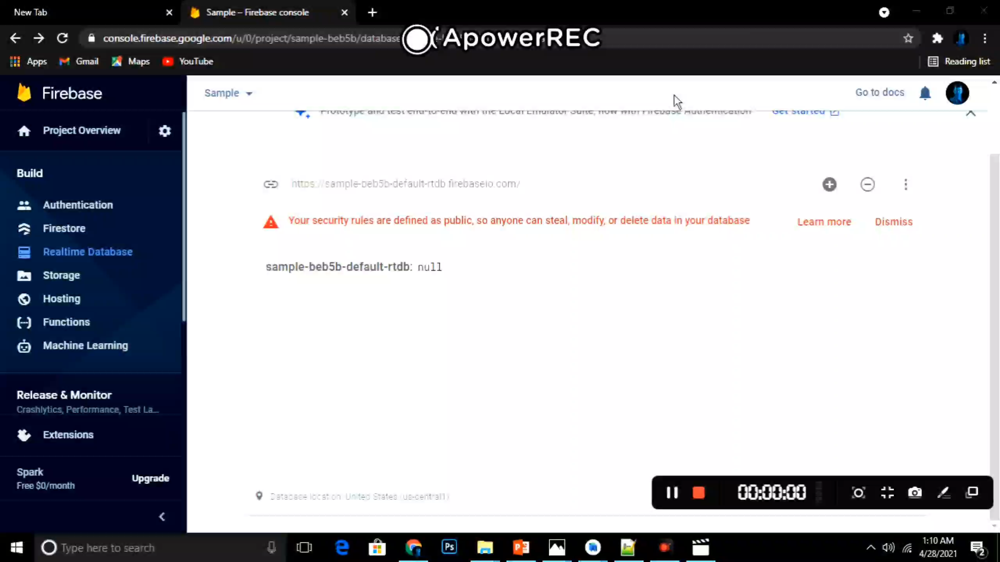 New Tab
Sample – Firebase console
console.firebase.google.com/u/0/project/sample-beb5b/database
ApowerREC
Apps
Gmail
Maps
YouTube
Reading list
Firebase
Sample
Go to docs
Prototype and test end-to-end with the Local Emulator Suite, now with Firebase Authentication
Get started
Project Overview
Build
Authentication
Firestore
Realtime Database
Storage
Hosting
Functions
Machine Learning
Release & Monitor
Crashlytics, Performance, Test La...
Extensions
Spark
Free $0/month
Upgrade
https://sample-beb5b-default-rtdb.firebaseio.com/
Your security rules are defined as public, so anyone can steal, modify, or delete data in your database
Learn more
Dismiss
sample-beb5b-default-rtdb: null
Database location: United States (us-central1)
00:00:00
Type here to search
Ps
1:10 AM
4/28/2021
2